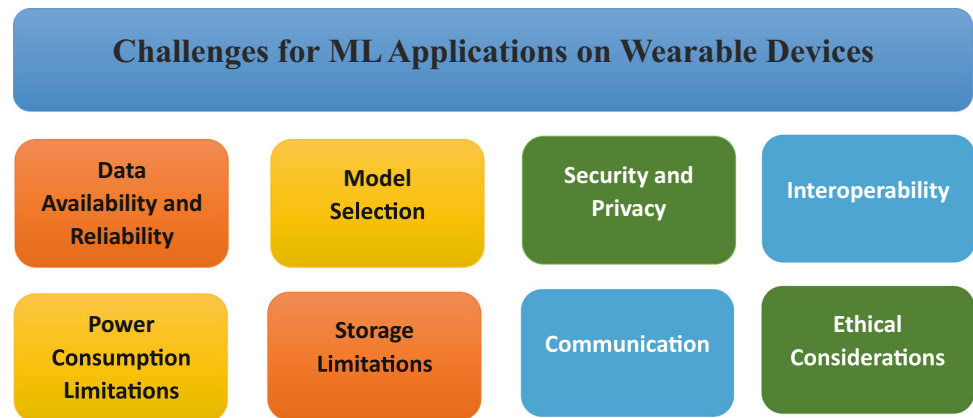 Challenges for ML Applications on Wearable Devices
Data
Availability and
Reliability
Model
Selection
Security and
Privacy
Interoperability
Power
Consumption
Limitations
Storage
Limitations
Communication
Ethical
Considerations